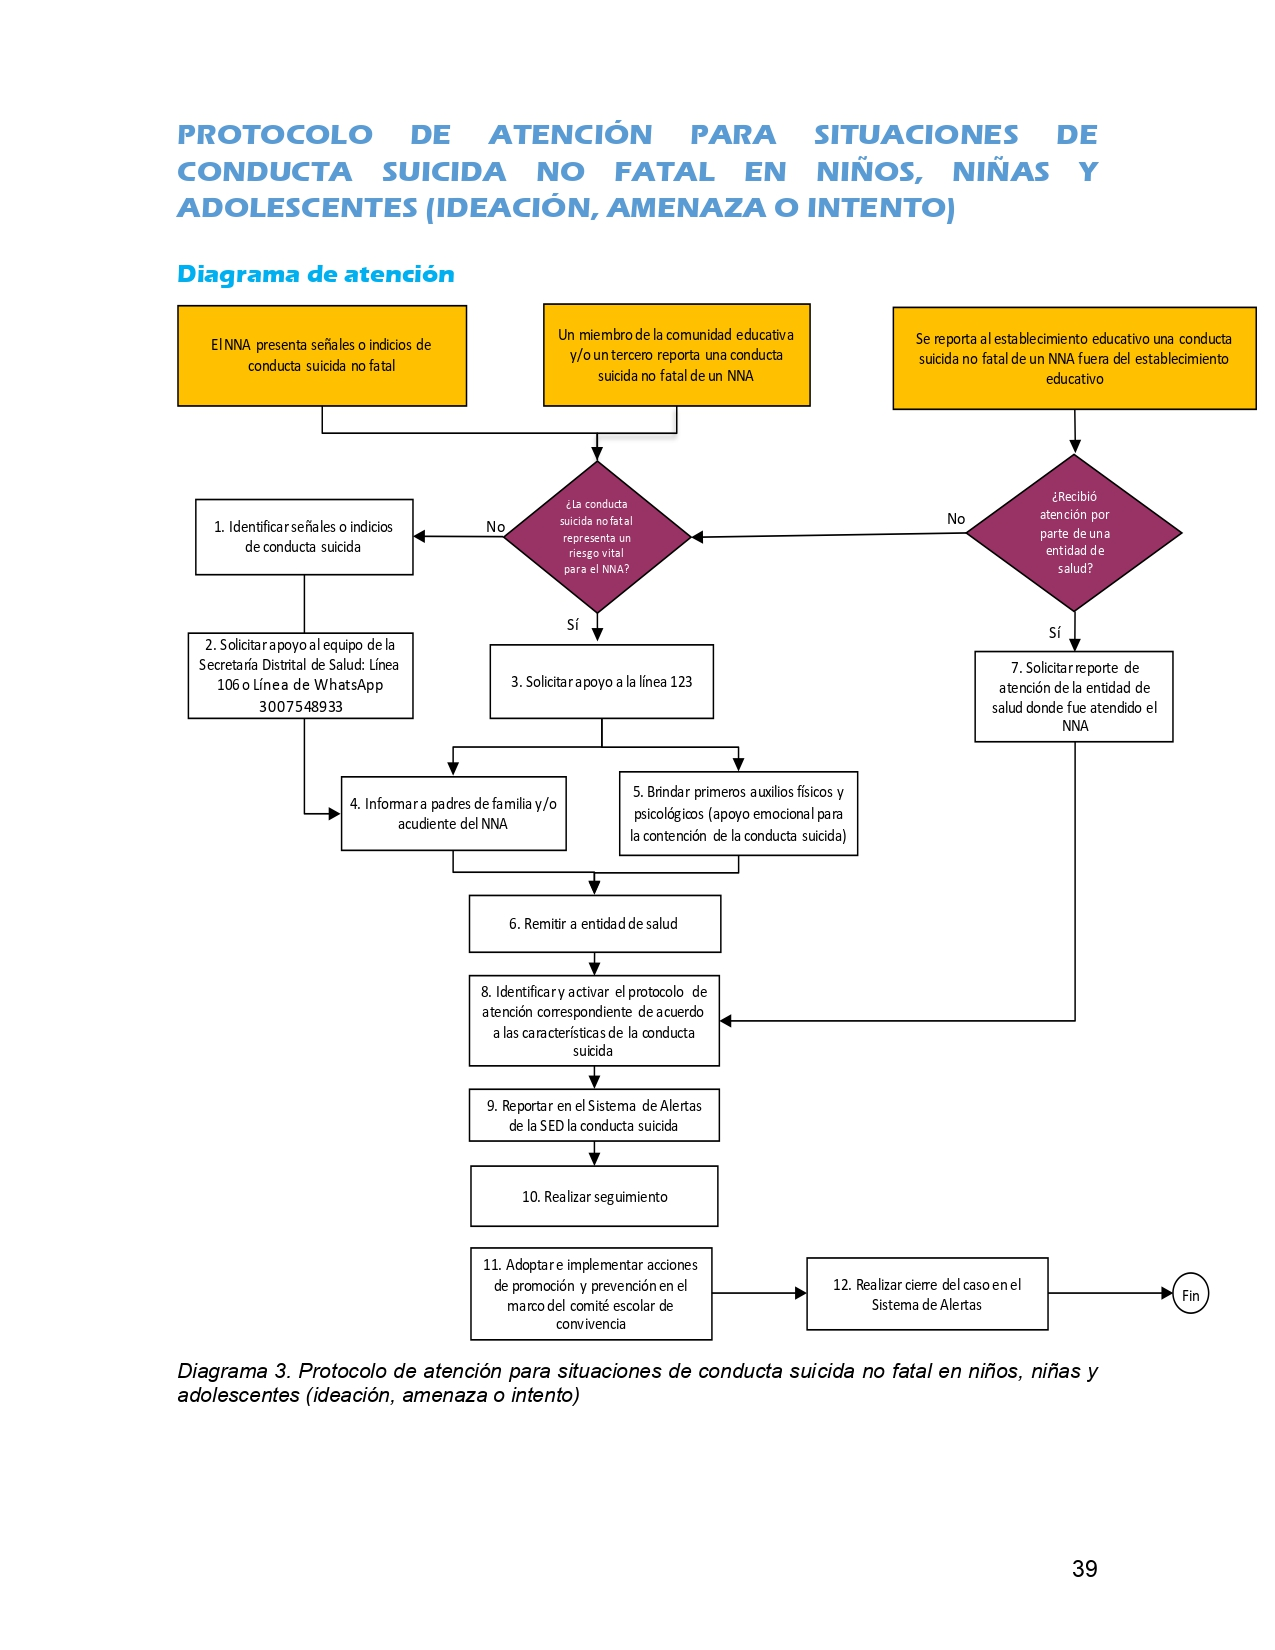 PROTOCOLO DE ATENCIÓN PARA SITUACIONES DE
CONDUCTA SUICIDA NO FATAL EN NIÑOS, NIÑAS Y
ADOLESCENTES (IDEACIÓN, AMENAZA O INTENTO)
Diagrama de atención
El NNA presenta señales o indicios de
conducta suicida no fatal
Un miembro de la comunidad educativa
y/o un tercero reporta una conducta
suicida no fatal de un NNA
Se reporta al establecimiento educativo una conducta
suicida no fatal de un NNA fuera del establecimiento
educativo
¿La conducta
suicida no fatal
representa un
riesgo vital
para el NNA?
¿Recibió
atención por
parte de una
entidad de
salud?
No
No
Sí
Sí
1. Identificar señales o indicios
de conducta suicida
2. Solicitar apoyo al equipo de la
Secretaría Distrital de Salud: Línea
106 o Línea de WhatsApp
3007548933
3. Solicitar apoyo a la línea 123
7. Solicitar reporte de
atención de la entidad de
salud donde fue atendido el
NNA
4. Informar a padres de familia y/o
acudiente del NNA
5. Brindar primeros auxilios físicos y
psicológicos (apoyo emocional para
la contención de la conducta suicida)
6. Remitir a entidad de salud
8. Identificar y activar el protocolo de
atención correspondiente de acuerdo
a las características de la conducta
suicida
9. Reportar en el Sistema de Alertas
de la SED la conducta suicida
10. Realizar seguimiento
11. Adoptar e implementar acciones
de promoción y prevención en el
marco del comité escolar de
convivencia
12. Realizar cierre del caso en el
Sistema de Alertas
Fin
Diagrama 3. Protocolo de atención para situaciones de conducta suicida no fatal en niños, niñas y
adolescentes (ideación, amenaza o intento)
39